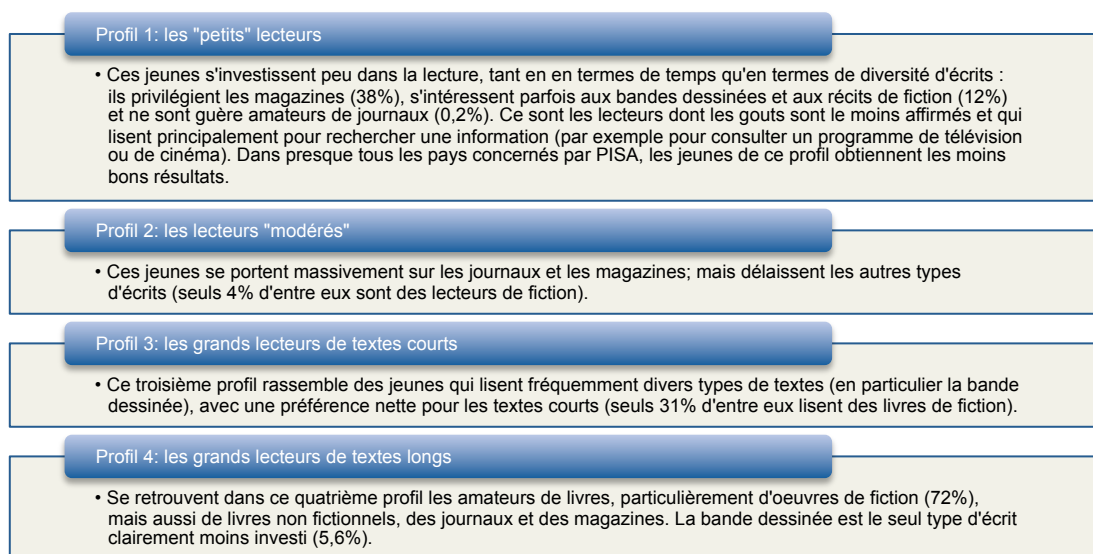 Profil 1: les "petits" lecteurs
• Ces jeunes s'investissent peu dans la lecture, tant en en termes de temps qu'en termes de diversité d'écrits :
ils privilégient les magazines (38%), s'intéressent parfois aux bandes dessinées et aux récits de fiction (12%)
et ne sont guère amateurs de journaux (0,2%). Ce sont les lecteurs dont les gouts sont le moins affirmés et qui
lisent principalement pour rechercher une information (par exemple pour consulter un programme de télévision
ou de cinéma). Dans presque tous les pays concernés par PISA, les jeunes de ce profil obtiennent les moins
bons résultats.
Profil 2: les lecteurs "modérés"
• Ces jeunes se portent massivement sur les journaux et les magazines; mais délaissent les autres types
d'écrits (seuls 4% d'entre eux sont des lecteurs de fiction).
Profil 3: les grands lecteurs de textes courts
• Ce troisième profil rassemble des jeunes qui lisent fréquemment divers types de textes (en particulier la bande
dessinée), avec une préférence nette pour les textes courts (seuls 31% d'entre eux lisent des livres de fiction).
Profil 4: les grands lecteurs de textes longs
• Se retrouvent dans ce quatrième profil les amateurs de livres, particulièrement d'oeuvres de fiction (72%),
mais aussi de livres non fictionnels, des journaux et des magazines. La bande dessinée est le seul type d'écrit
clairement moins investi (5,6%).